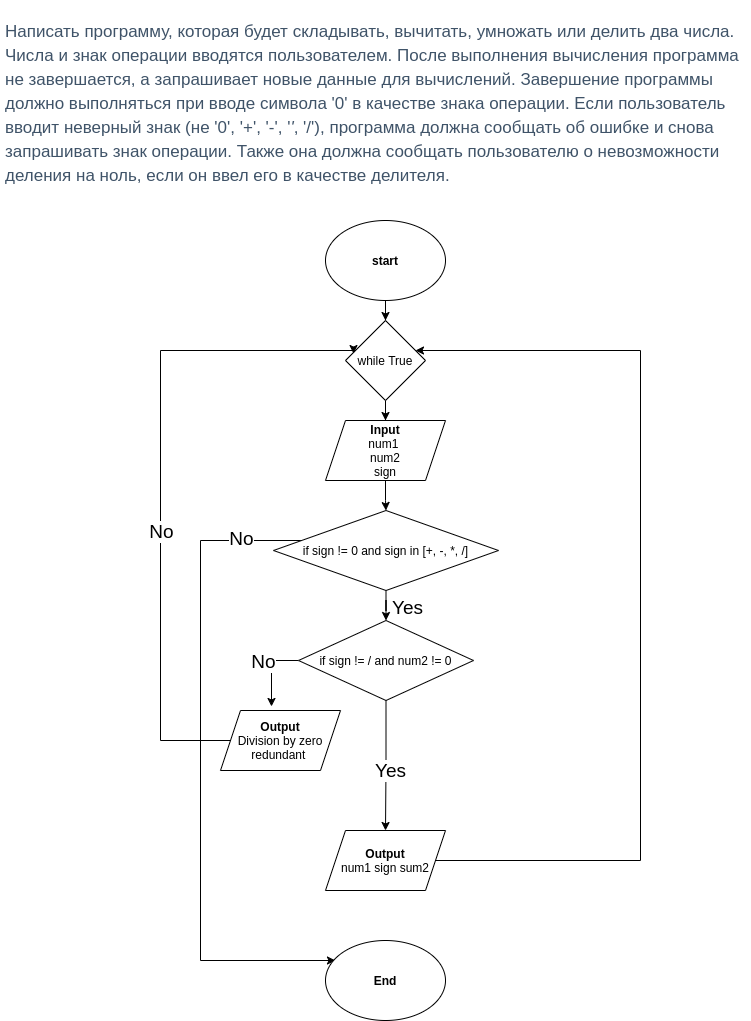 Написать программу, которая будет складывать, вычитать, умножать или делить два числа.
Числа и знак операции вводятся пользователем. После выполнения вычисления программа
не завершается, а запрашивает новые данные для вычислений. Завершение программы
должно выполняться при вводе символа '0' в качестве знака операции. Если пользователь
вводит неверный знак (не '0', '+', '-', '', '/'), программа должна сообщать об ошибке и снова
запрашивать знак операции. Также она должна сообщать пользователю о невозможности
деления на ноль, если он ввел его в качестве делителя.
start
while True
Input
num1
num2
sign
No
No
if sign != 0 and sign in [+, -, *, /]
Yes
No
if sign != / and num2 != 0
Output
Division by zero
redundant
Yes
Output
num1 sign sum2
End